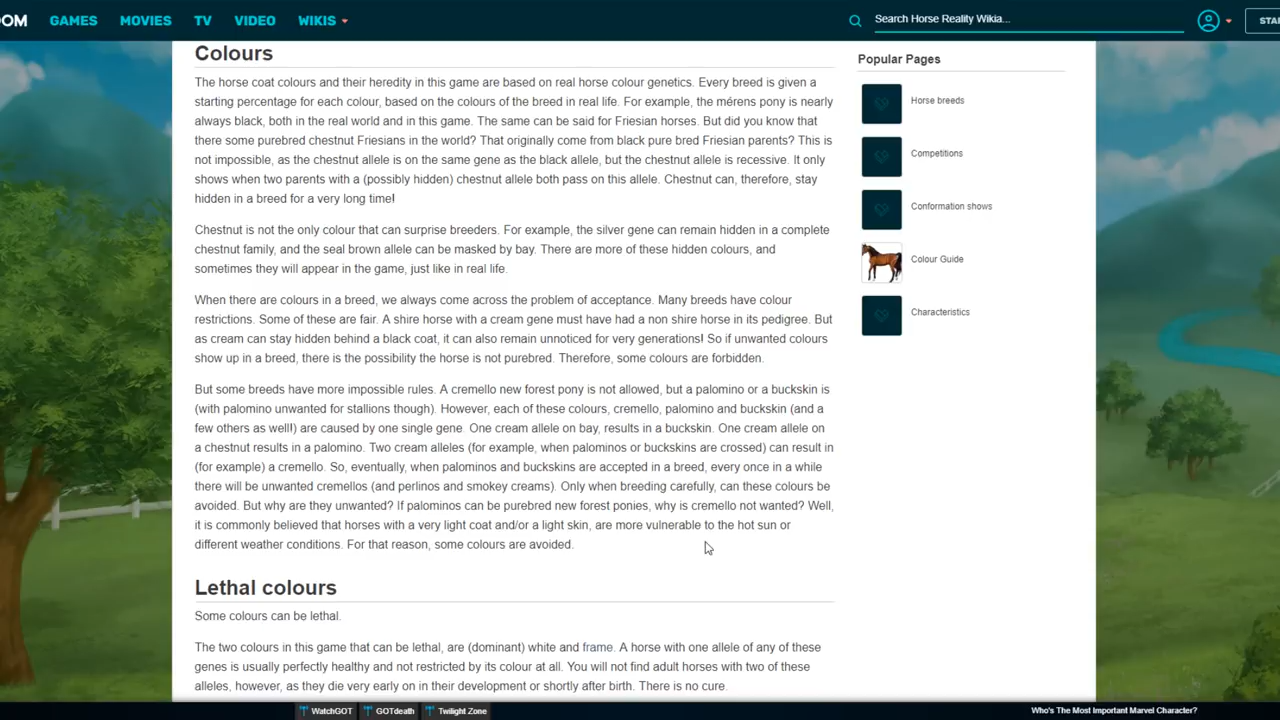 OM GAMES MOVIES TV VIDEO WIKIS Search Horse Reality Wikia... STA
Colours
The horse coat colours and their heredity in this game are based on real horse colour genetics. Every breed is given a
starting percentage for each colour, based on the colours of the breed in real life. For example, the mérens pony is nearly
always black, both in the real world and in this game. The same can be said for Friesian horses. But did you know that
there some purebred chestnut Friesians in the world? That originally come from black pure bred Friesian parents? This is
not impossible, as the chestnut allele is on the same gene as the black allele, but the chestnut allele is recessive. It only
shows when two parents with a (possibly hidden) chestnut allele both pass on this allele. Chestnut can, therefore, stay
hidden in a breed for a very long time!
Chestnut is not the only colour that can surprise breeders. For example, the silver gene can remain hidden in a complete
chestnut family, and the seal brown allele can be masked by bay. There are more of these hidden colours, and
sometimes they will appear in the game, just like in real life.
When there are colours in a breed, we always come across the problem of acceptance. Many breeds have colour
restrictions. Some of these are fair. A shire horse with a cream gene must have had a non shire horse in its pedigree. But
as cream can stay hidden behind a black coat, it can also remain unnoticed for very generations! So if unwanted colours
show up in a breed, there is the possibility the horse is not purebred. Therefore, some colours are forbidden.
But some breeds have more impossible rules. A cremello new forest pony is not allowed, but a palomino or a buckskin is
(with palomino unwanted for stallions though). However, each of these colours, cremello, palomino and buckskin (and a
few others as well!) are caused by one single gene. One cream allele on bay, results in a buckskin. One cream allele on
a chestnut results in a palomino. Two cream alleles (for example, when palominos or buckskins are crossed) can result in
(for example) a cremello. So, eventually, when palominos and buckskins are accepted in a breed, every once in a while
there will be unwanted cremellos (and perlinos and smokey creams). Only when breeding carefully, can these colours be
avoided. But why are they unwanted? If palominos can be purebred new forest ponies, why is cremello not wanted? Well,
it is commonly believed that horses with a very light coat and/or a light skin, are more vulnerable to the hot sun or
different weather conditions. For that reason, some colours are avoided.
Lethal colours
Some colours can be lethal.
The two colours in this game that can be lethal, are (dominant) white and frame. A horse with one allele of any of these
genes is usually perfectly healthy and not restricted by its colour at all. You will not find adult horses with two of these
alleles, however, as they die very early on in their development or shortly after birth. There is no cure.
Popular Pages
Horse breeds
Competitions
Conformation shows
Colour Guide
Characteristics
WatchGOT GOTdeath Twilight Zone Who's The Most Important Marvel Character?